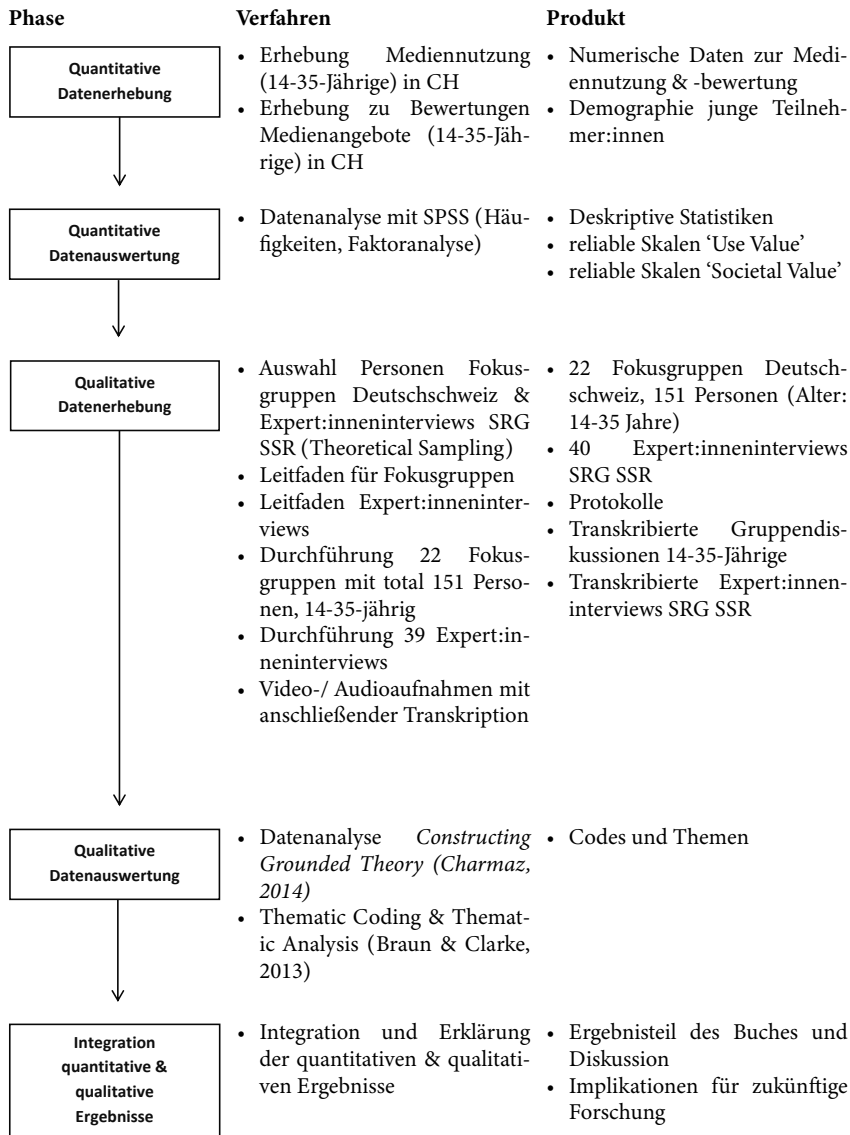 Phase Verfahren Produkt
Quantitative
Datenerhebung
• Erhebung Mediennutzung
(14-35-Jährige) in CH
• Erhebung zu Bewertungen
Medienangebote (14-35-Jäh-
rige) in CH
• Numerische Daten zur Medi-
ennutzung & -bewertung
• Demographie junge Teilneh-
mer:innen
Quantitative
Datenauswertung
• Datenanalyse mit SPSS (Häu-
figkeiten, Faktoranalyse)
• Deskriptive Statistiken
• reliable Skalen ‘Use Value’
• reliable Skalen ‘Societal Value’
Qualitative
Datenerhebung
• Auswahl Personen Fokus-
gruppen Deutschschweiz &
Expert:inneninterviews SRG
SSR (Theoretical Sampling)
• Leitfaden für Fokusgruppen
• Leitfaden Expert:inneninter-
views
• Durchführung 22 Fokus-
gruppen mit total 151 Perso-
nen, 14-35-jährig
• Durchführung 39 Expert:in-
neninterviews
• Video-/ Audioaufnahmen mit
anschließender Transkription
• 22 Fokusgruppen Deutsch-
schweiz, 151 Personen (Alter:
14-35 Jahre)
• 40 Expert:inneninterviews
SRG SSR
• Protokolle
• Transkribierte Gruppendis-
kussionen 14-35-Jährige
• Transkribierte Expert:innen-
interviews SRG SSR
Qualitative
Datenauswertung
• Datenanalyse Constructing
Grounded Theory (Charmaz,
2014)
• Thematic Coding & Themat-
ic Analysis (Braun & Clarke,
2013)
• Codes und Themen
Integration
quantitative &
qualitative
Ergebnisse
• Integration und Erklärung
der quantitativen & qualitati-
ven Ergebnisse
• Ergebnisteil des Buches und
Diskussion
• Implikationen für zukünftige
Forschung